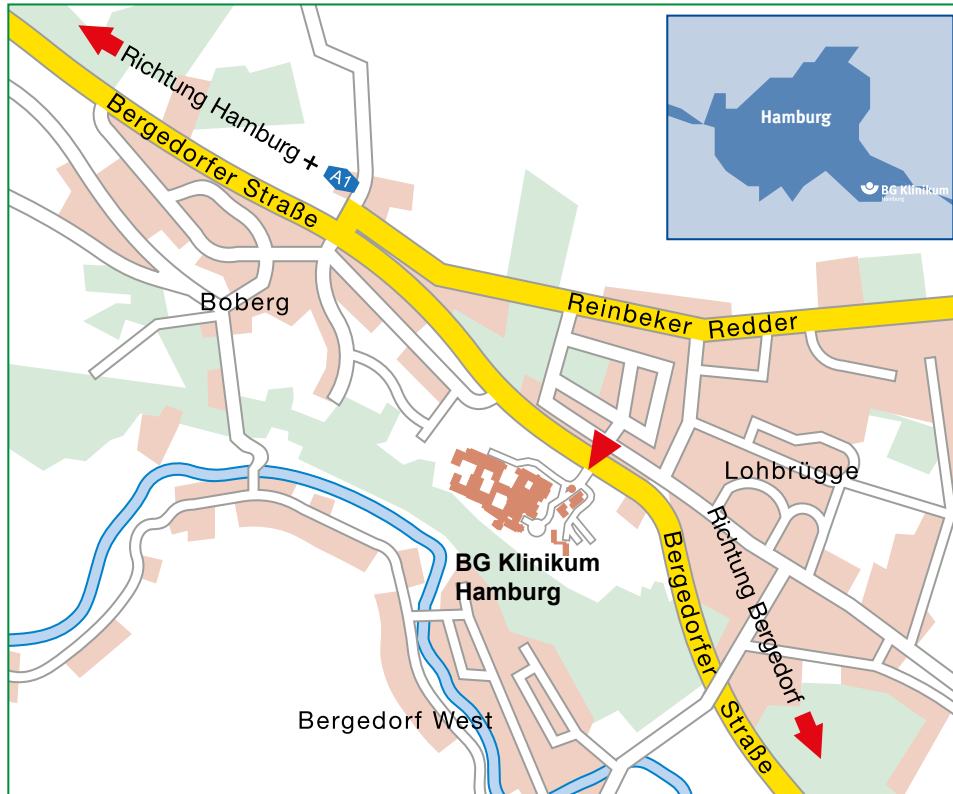 Richtung Hamburg +
A1
Bergedorfer Straße
Hamburg
BG Klinikum
Hamburg
Boberg
Reinbeker Redder
Lohbrügge
BG Klinikum
Hamburg
Richtung Bergedorf
Bergedorfer Straße
Bergedorf West